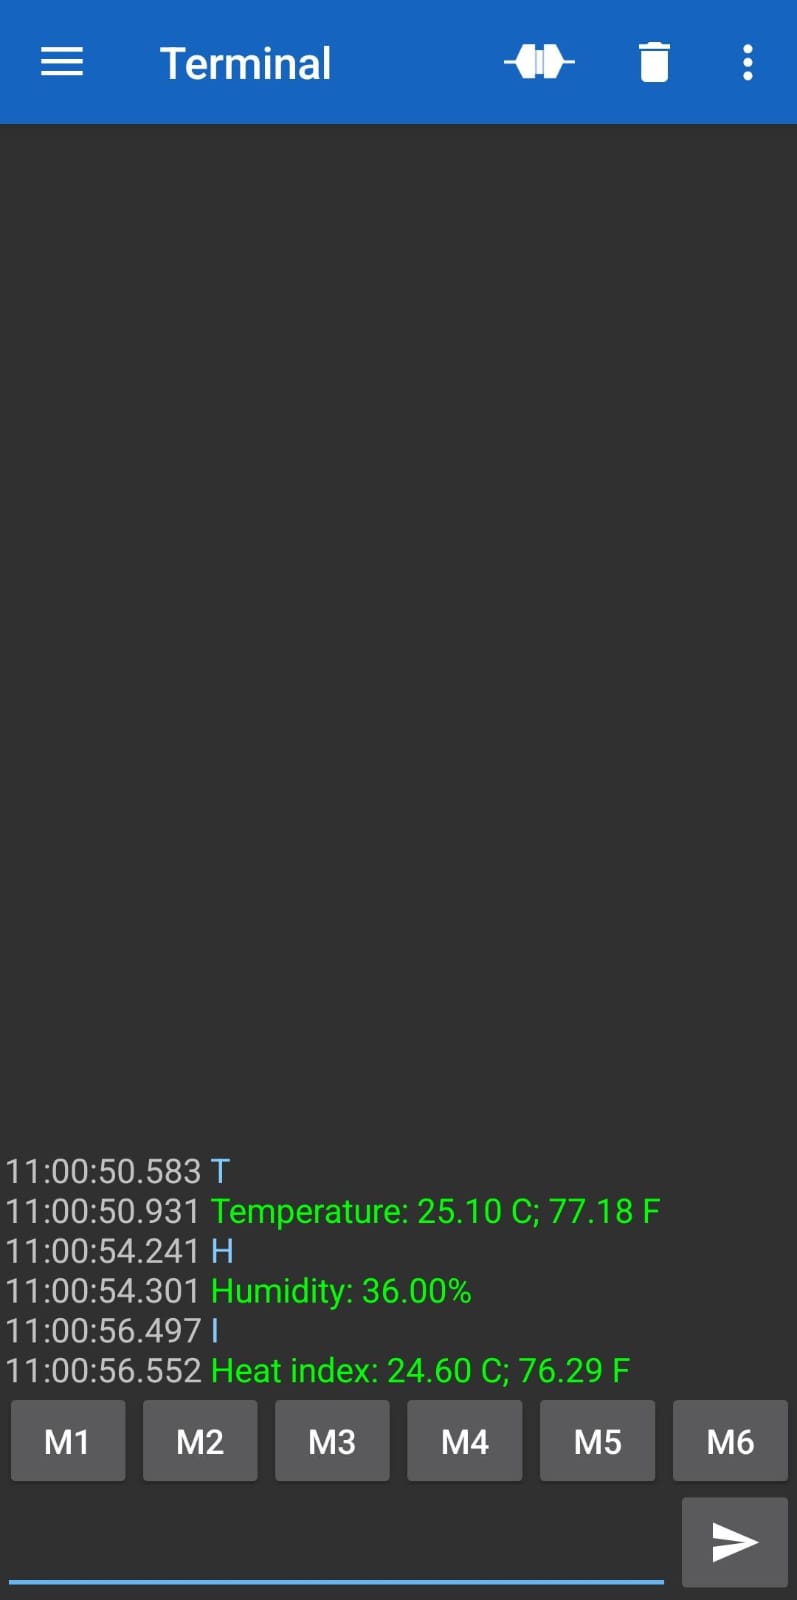 Terminal
11:00:50.583 T
11:00:50.931 Temperature: 25.10 C; 77.18 F
11:00:54.241 H
11:00:54.301 Humidity: 36.00%
11:00:56.497 I
11:00:56.552 Heat index: 24.60 C; 76.29 F
M1 M2 M3 M4 M5 M6